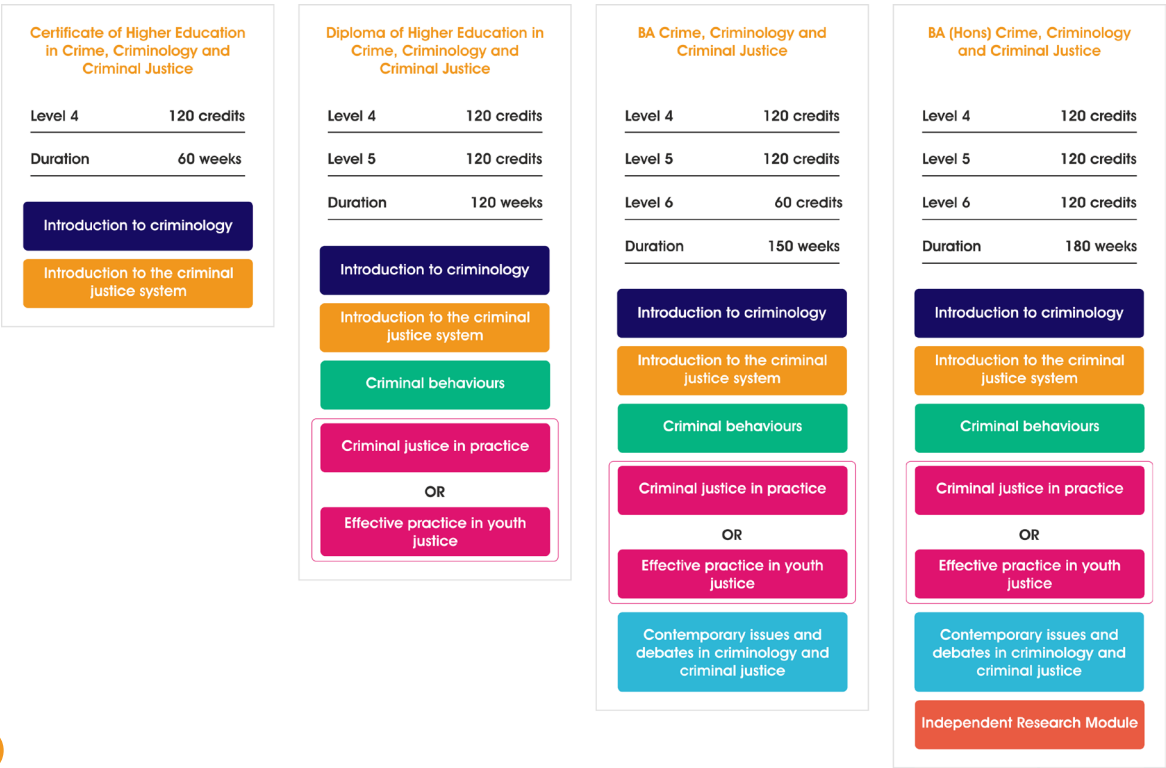 Certificate of Higher Education
in Crime, Criminology and
Criminal Justice
Level 4 120 credits
Duration 60 weeks
Introduction to criminology
Introduction to the criminal
justice system
Diploma of Higher Education in
Crime, Criminology and
Criminal Justice
Level 4 120 credits
Level 5 120 credits
Duration 120 weeks
Introduction to criminology
Introduction to the criminal
justice system
Criminal behaviours
Criminal justice in practice
OR
Effective practice in youth
justice
BA Crime, Criminology and
Criminal Justice
Level 4 120 credits
Level 5 120 credits
Level 6 60 credits
Duration 150 weeks
Introduction to criminology
Introduction to the criminal
justice system
Criminal behaviours
Criminal justice in practice
OR
Effective practice in youth
justice
Contemporary issues and
debates in criminology and
criminal justice
BA (Hons) Crime, Criminology
and Criminal Justice
Level 4 120 credits
Level 5 120 credits
Level 6 120 credits
Duration 180 weeks
Introduction to criminology
Introduction to the criminal
justice system
Criminal behaviours
Criminal justice in practice
OR
Effective practice in youth
justice
Contemporary issues and
debates in criminology and
criminal justice
Independent Research Module